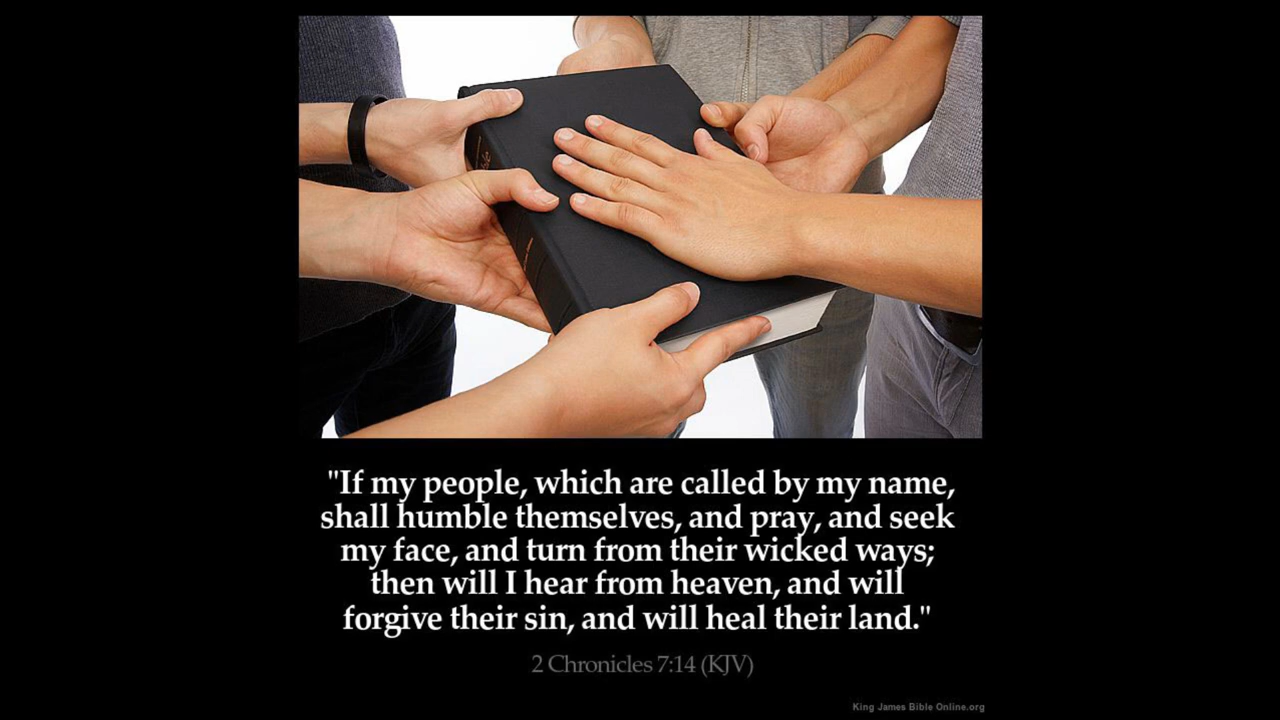 "If my people, which are called by my name,
shall humble themselves, and pray, and seek
my face, and turn from their wicked ways;
then will I hear from heaven, and will
forgive their sin, and will heal their land."
2 Chronicles 7:14 (KJV)
King James Bible Online.org